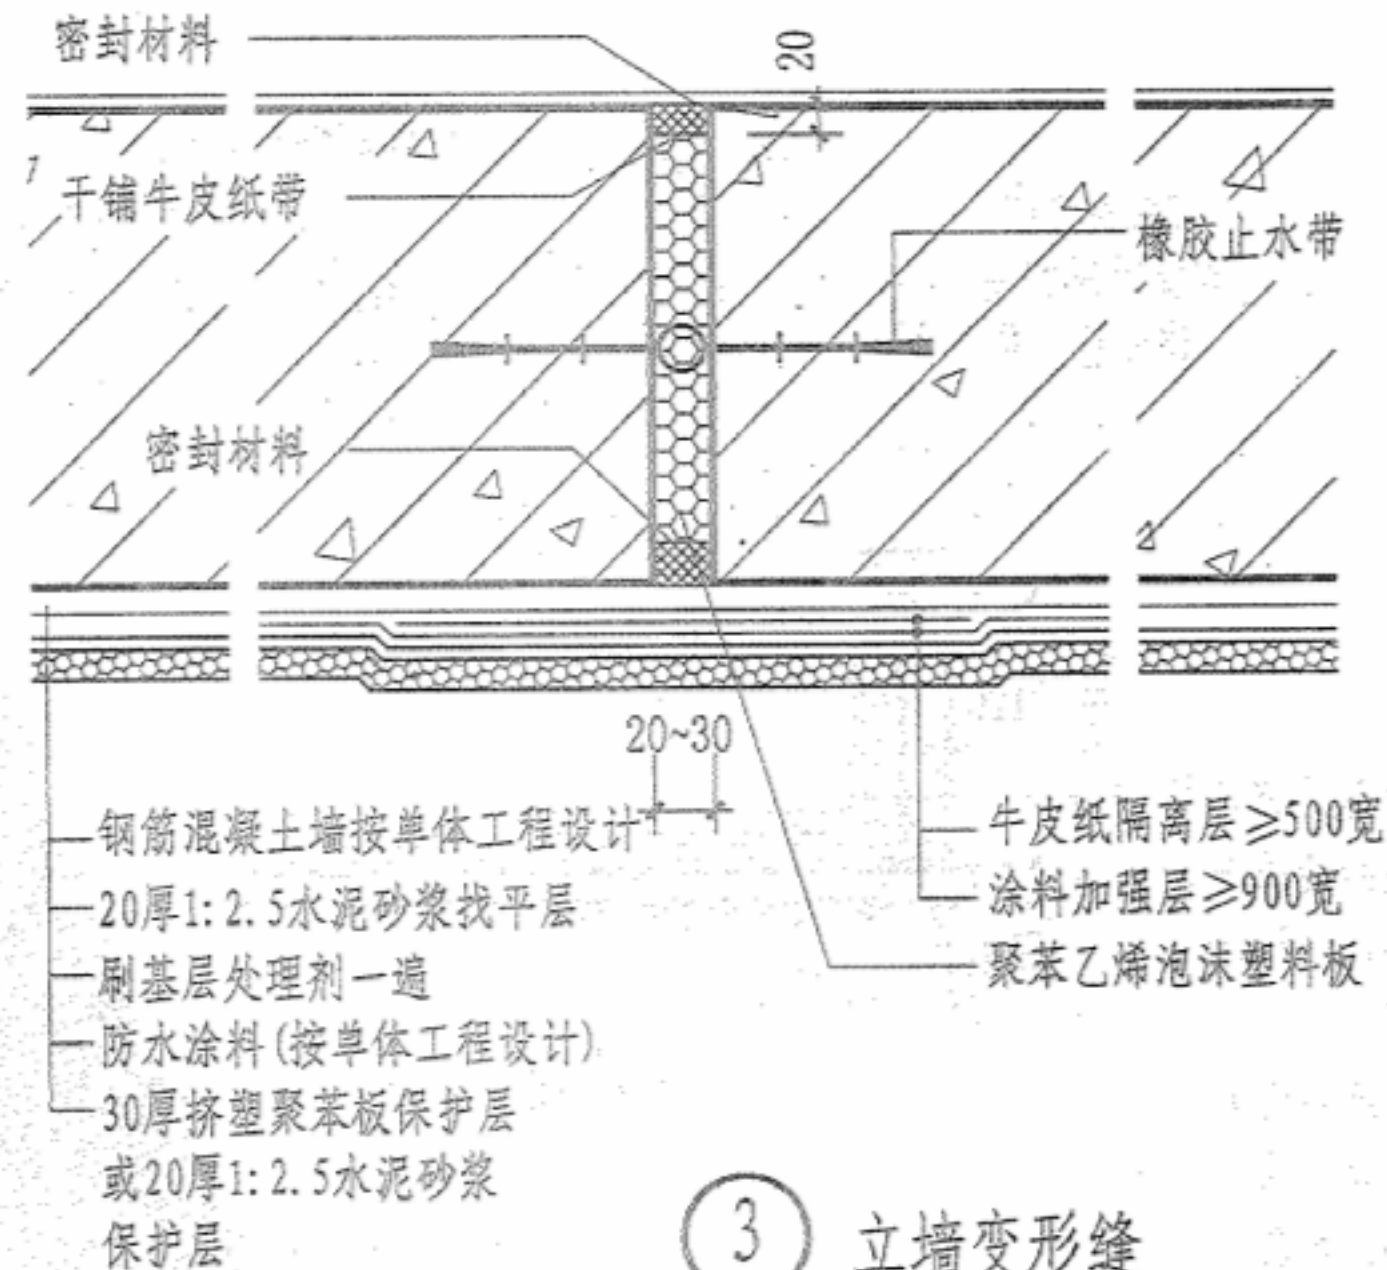 密封材料
20
干铺牛皮纸带
橡胶止水带
密封材料
20~30
钢筋混凝土墙按单体工程设计
20厚1:2.5水泥砂浆找平层
刷基层处理剂一遍
防水涂料(按单体工程设计)
30厚挤塑聚苯板保护层
或20厚1:2.5水泥砂浆
保护层
牛皮纸隔离层≥500宽
涂料加强层≥900宽
聚苯乙烯泡沫塑料板
3
立墙变形缝